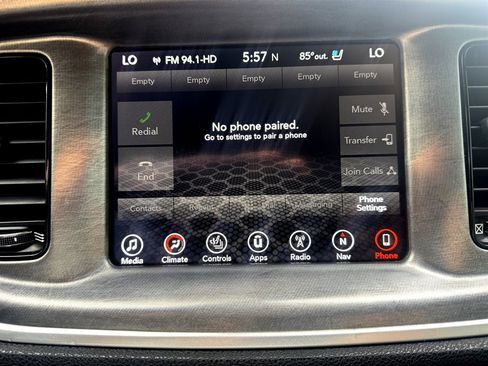 LO FM 94.1-HD 5:57 N 85°out. LO
Empty Empty Empty Empty Empty Empty
Redial
No phone paired.
Go to settings to pair a phone
Mute
Transfer
End
Join Calls
Contacts Messaging Phone Settings
Media Climate Controls Apps Radio Nav Phone